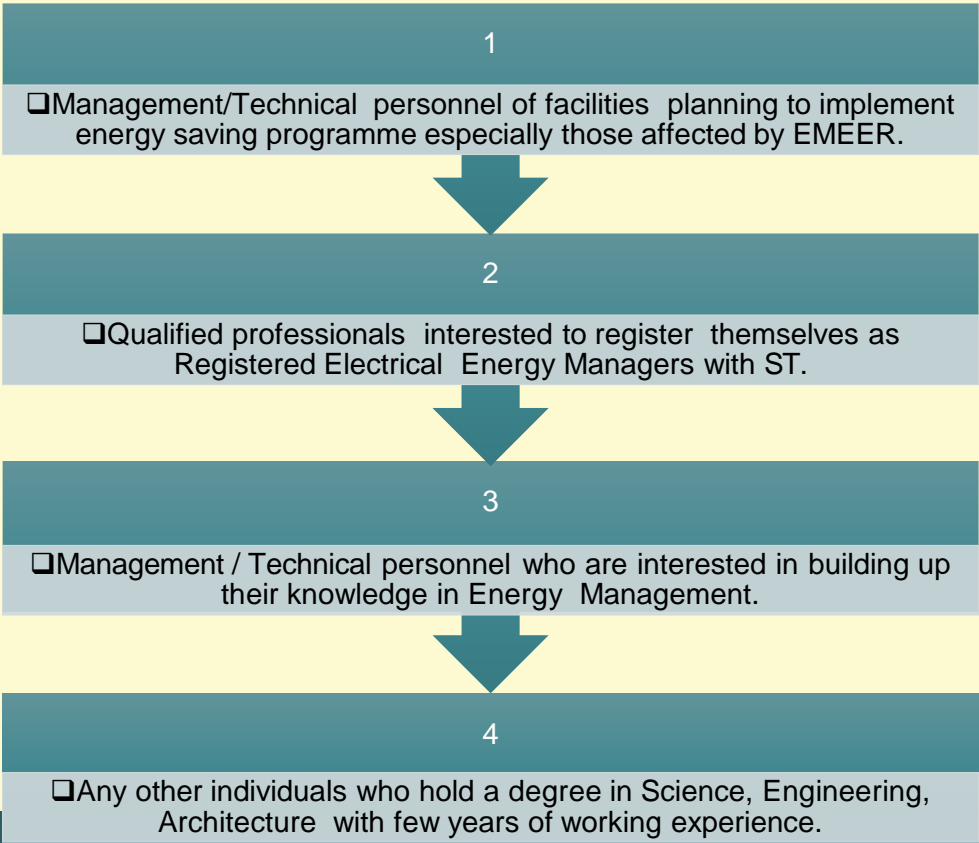 1
❑Management/Technical personnel of facilities planning to implement
energy saving programme especially those affected by EMEER.
2
❑Qualified professionals interested to register themselves as
Registered Electrical Energy Managers with ST.
3
❑Management / Technical personnel who are interested in building up
their knowledge in Energy Management.
4
❑Any other individuals who hold a degree in Science, Engineering,
Architecture with few years of working experience.